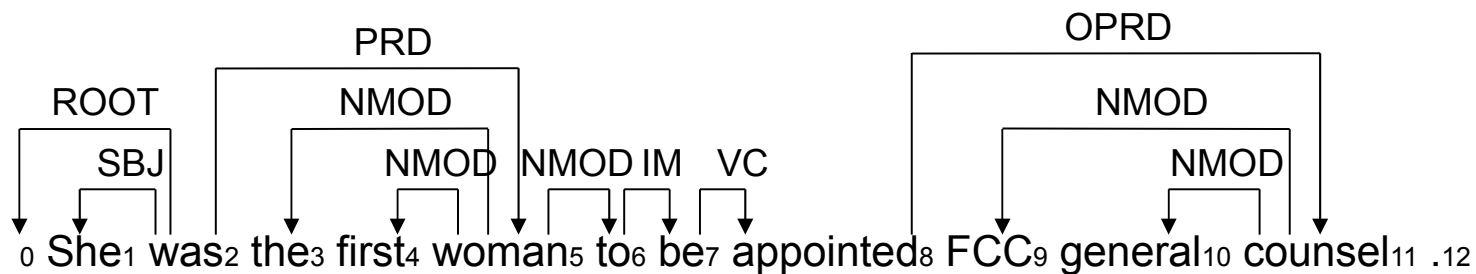 PRD OPRD
ROOT NMOD NMOD
SBJ NMOD NMOD IM VC NMOD
0 She1 was2 the3 first4 woman5 to6 be7 appointed8 FCC9 general10 counsel11 .12